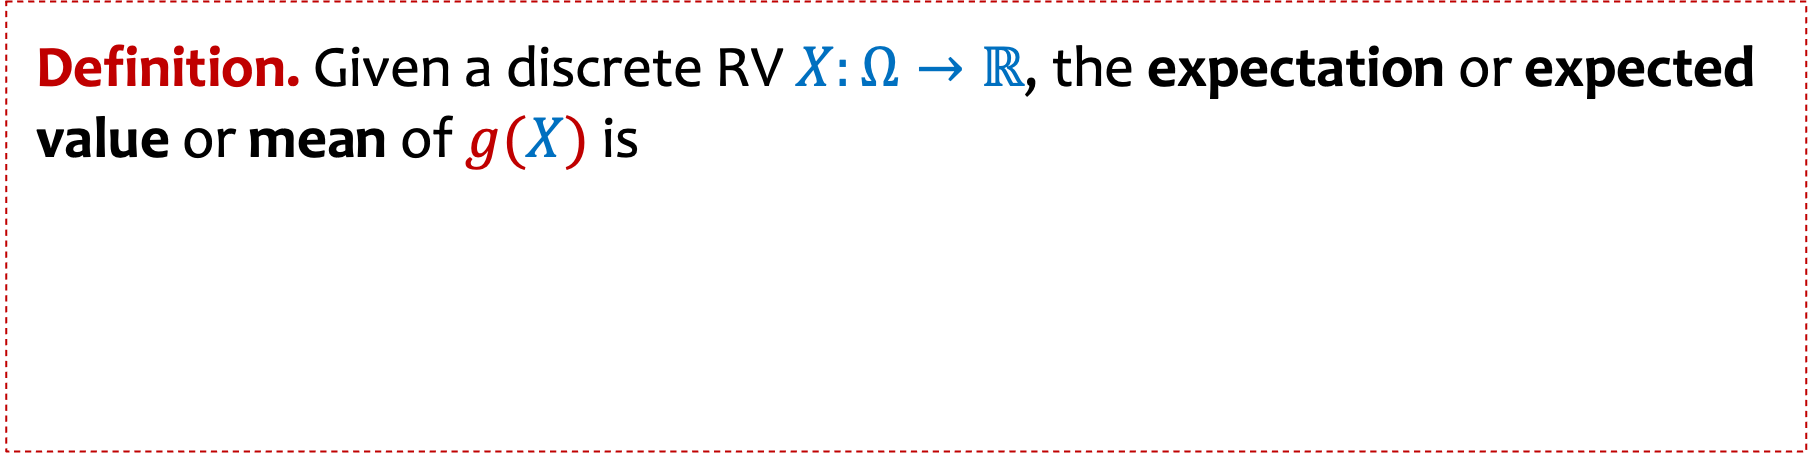 Definition. Given a discrete RV X: Ω → ℝ, the expectation or expected
value or mean of g(X) is